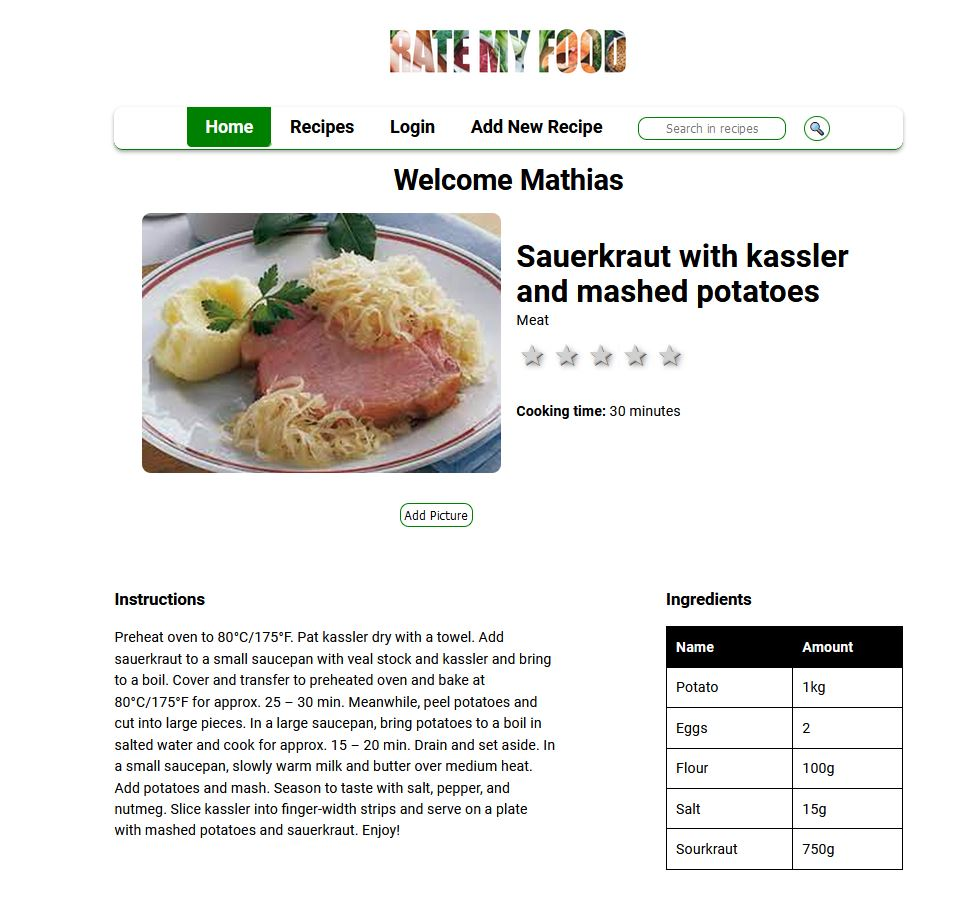 RATE MY FOOD
Home Recipes Login Add New Recipe Search in recipes
Welcome Mathias
Sauerkraut with kassler
and mashed potatoes
Meat
Cooking time: 30 minutes
Add Picture
Instructions
Preheat oven to 80°C/175°F. Pat kassler dry with a towel. Add
sauerkraut to a small saucepan with veal stock and kassler and bring
to a boil. Cover and transfer to preheated oven and bake at
80°C/175°F for approx. 25 – 30 min. Meanwhile, peel potatoes and
cut into large pieces. In a large saucepan, bring potatoes to a boil in
salted water and cook for approx. 15 – 20 min. Drain and set aside. In
a small saucepan, slowly warm milk and butter over medium heat.
Add potatoes and mash. Season to taste with salt, pepper, and
nutmeg. Slice kassler into finger-width strips and serve on a plate
with mashed potatoes and sauerkraut. Enjoy!
Ingredients
Name Amount
Potato 1kg
Eggs 2
Flour 100g
Salt 15g
Sourkraut 750g